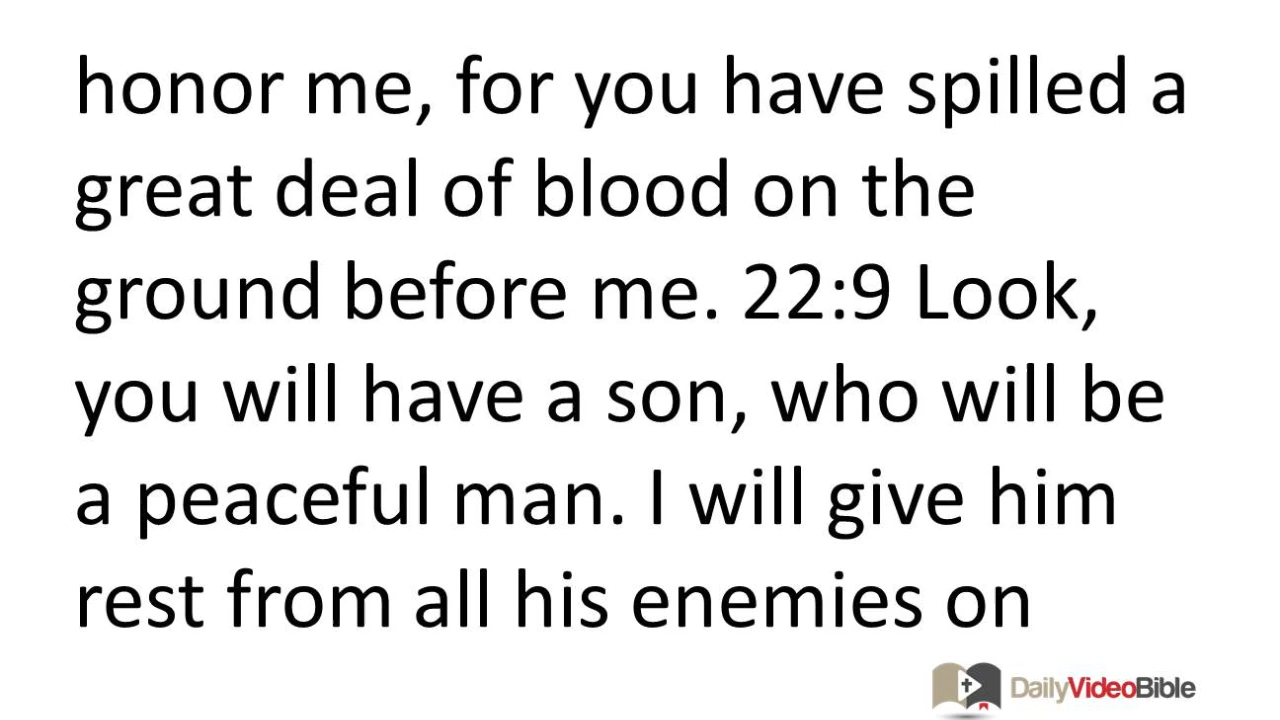 honor me, for you have spilled a
great deal of blood on the
ground before me. 22:9 Look,
you will have a son, who will be
a peaceful man. I will give him
rest from all his enemies on
DailyVideoBible